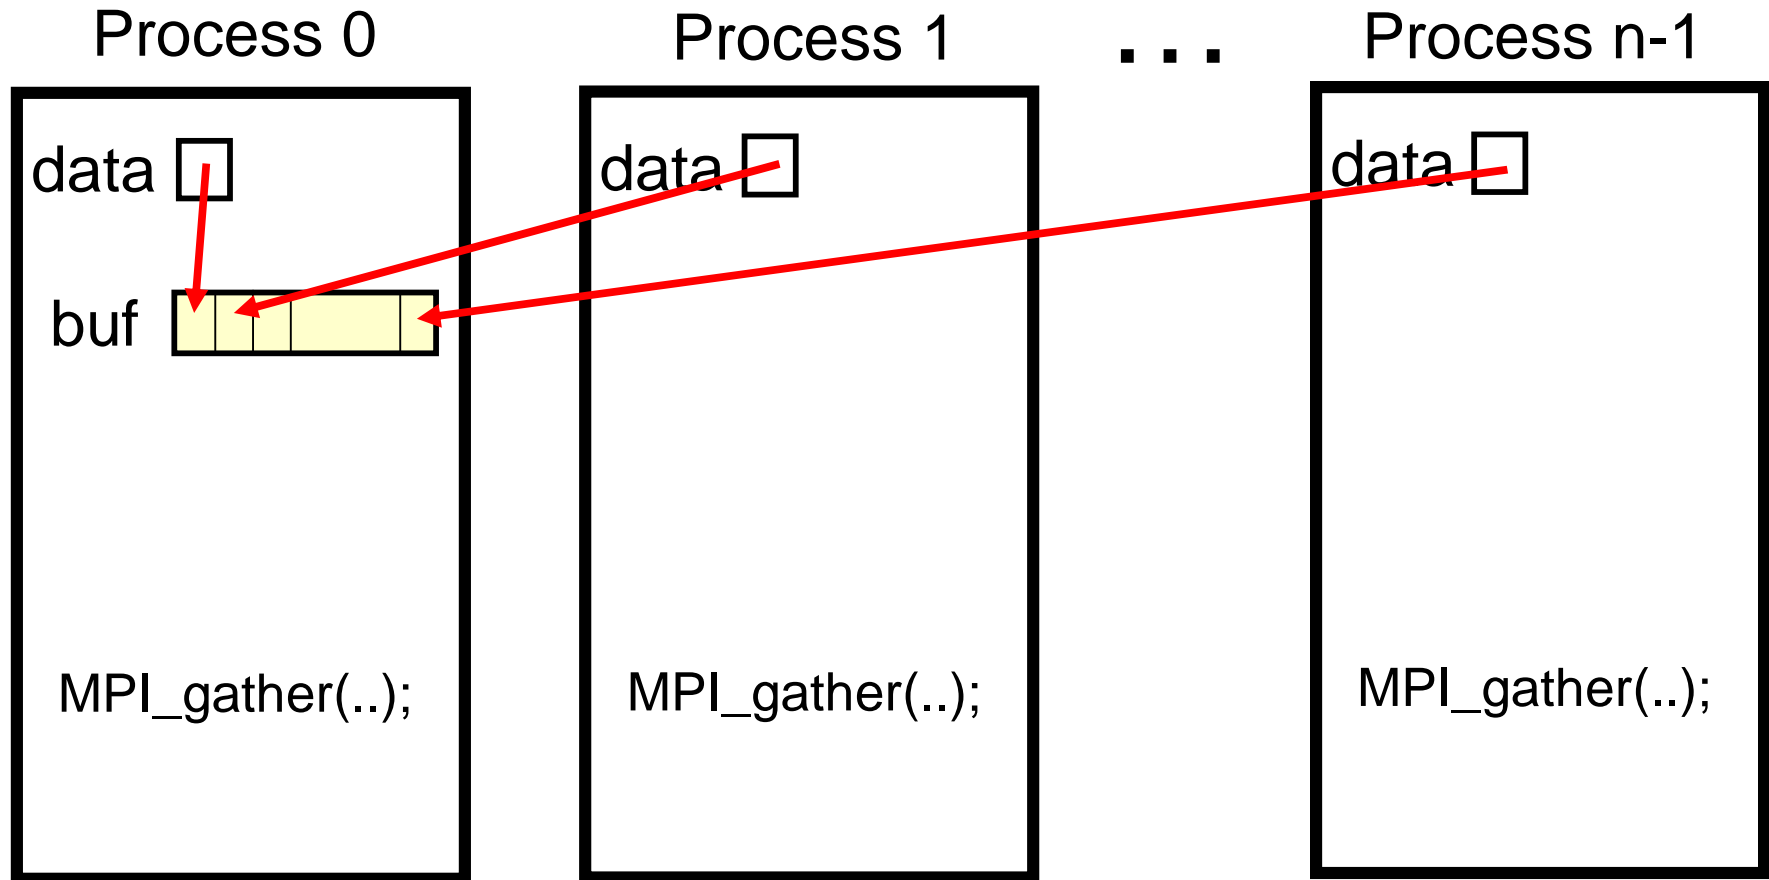 Process 0
Process 1
...
Process n-1
data
data
data
buf
MPI_gather(..);
MPI_gather(..);
MPI_gather(..);